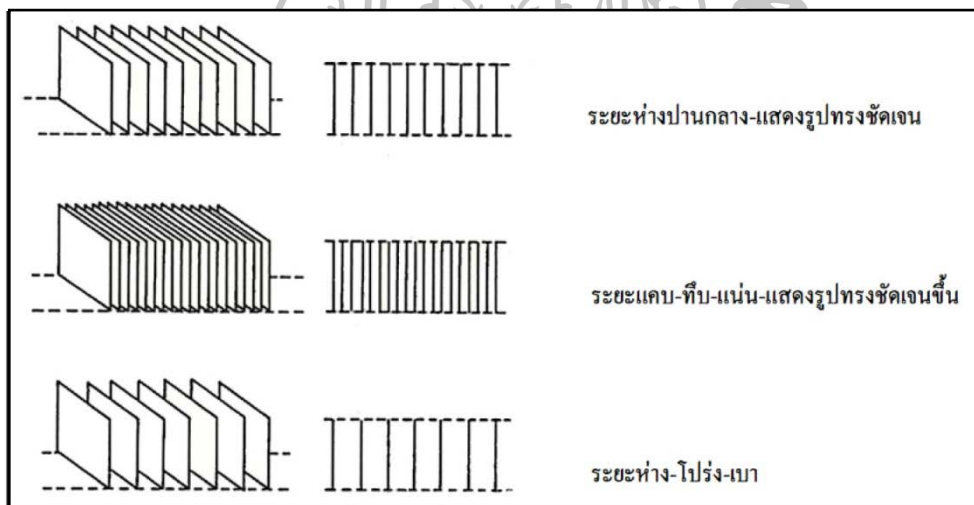 ระยะห่างปานกลาง-แสดงรูปทรงชัดเจน
ระยะแคบ-ทึบ-แน่น-แสดงรูปทรงชัดเจนขึ้น
ระยะห่าง-โปร่ง-เบา